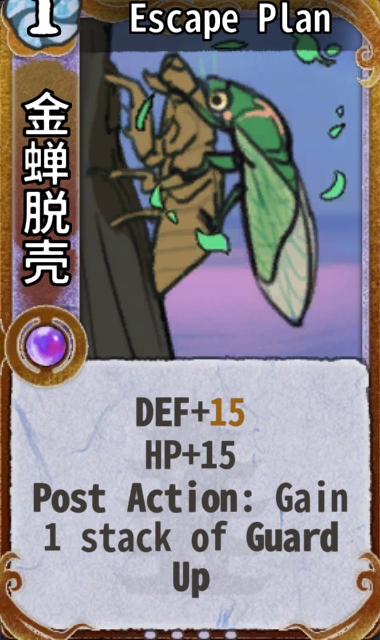 1
Escape Plan
金蝉脱壳
DEF+15
HP+15
Post Action: Gain
1 stack of Guard
Up